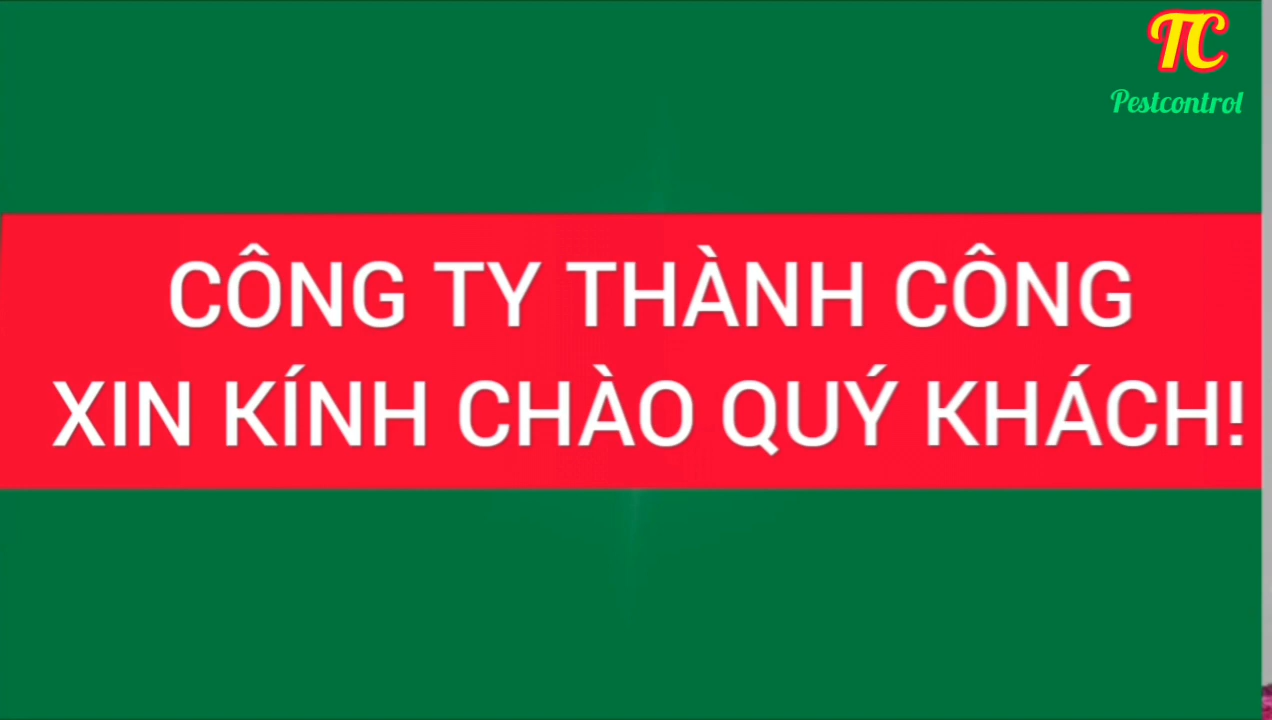 TC
Pestcontrol
CÔNG TY THÀNH CÔNG
XIN KÍNH CHÀO QUÝ KHÁCH!